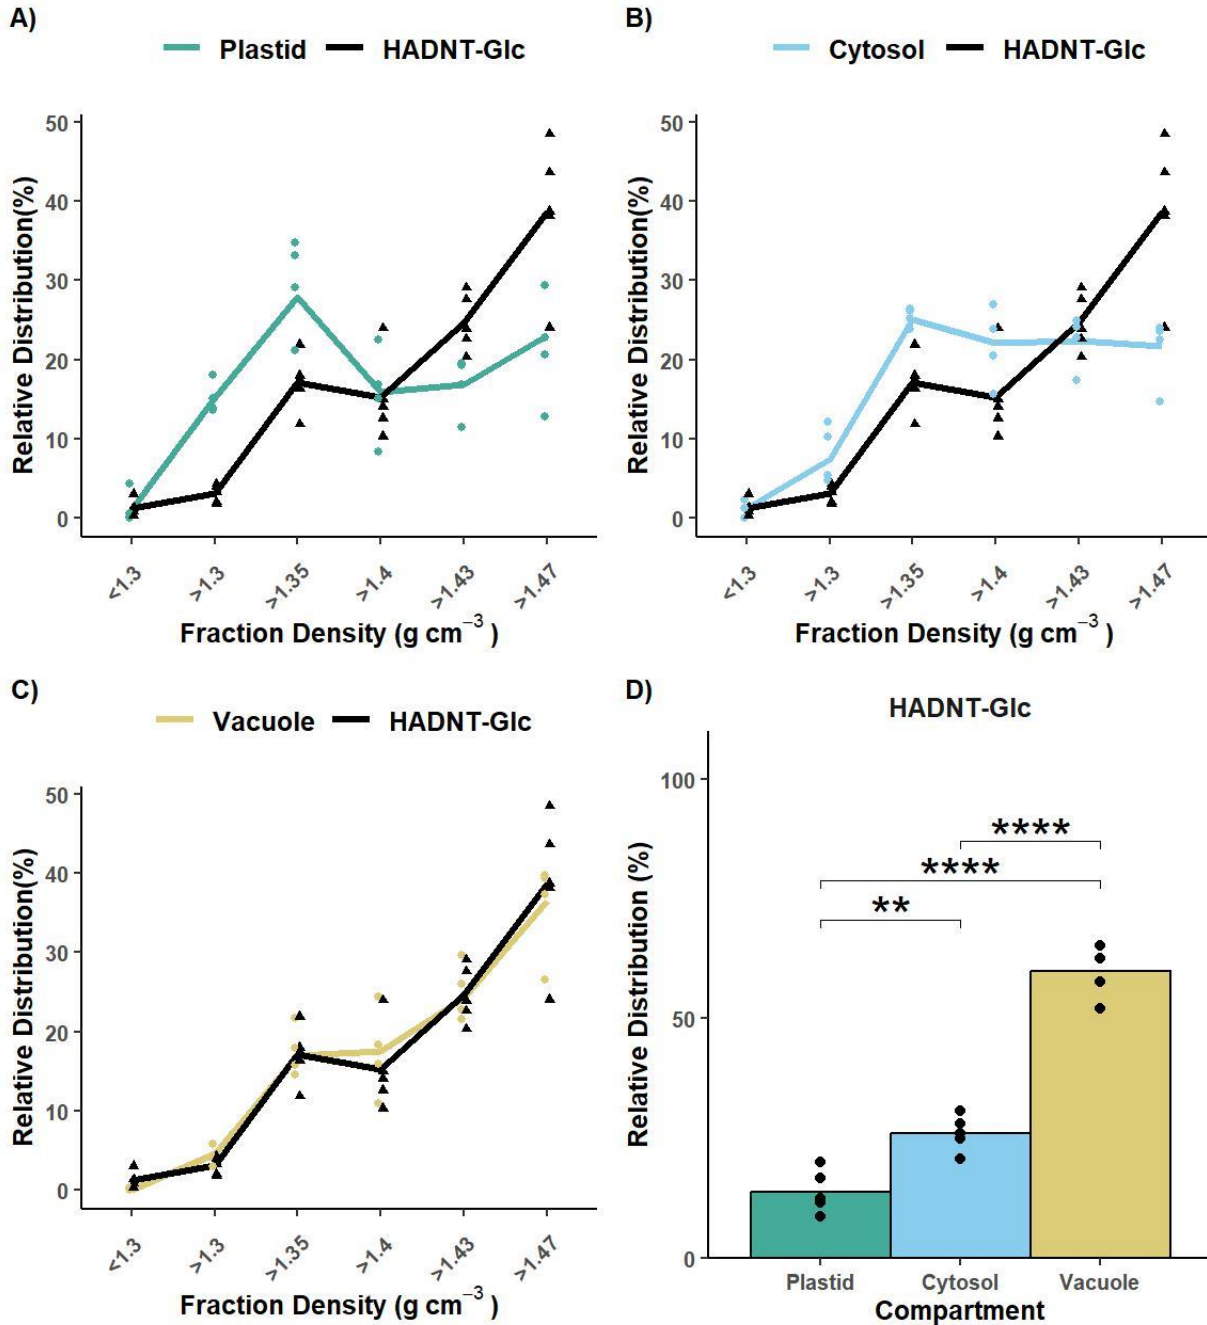 A)
Plastid HADNT-Glc
Relative Distribution(%)
50
40
30
20
10
0
<1.3 >1.3 >1.35 >1.4 >1.43 >1.47
Fraction Density (g cm⁻³ )
B)
Cytosol HADNT-Glc
Relative Distribution(%)
50
40
30
20
10
0
<1.3 >1.3 >1.35 >1.4 >1.43 >1.47
Fraction Density (g cm⁻³ )
C)
Vacuole HADNT-Glc
Relative Distribution(%)
50
40
30
20
10
0
<1.3 >1.3 >1.35 >1.4 >1.43 >1.47
Fraction Density (g cm⁻³ )
D)
HADNT-Glc
Relative Distribution (%)
100
50
0
****
****
**
Plastid Cytosol Vacuole
Compartment